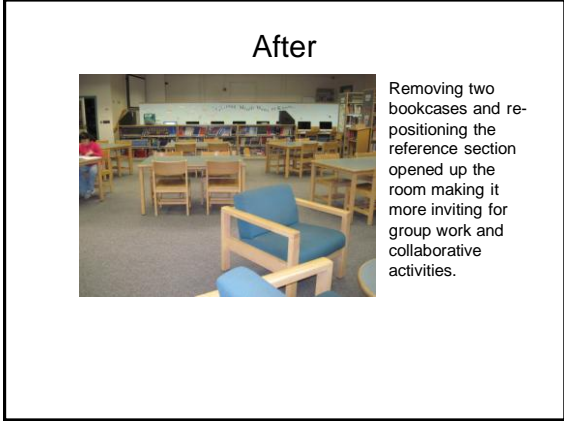 After
Removing two
bookcases and re-
positioning the
reference section
opened up the
room making it
more inviting for
group work and
collaborative
activities.